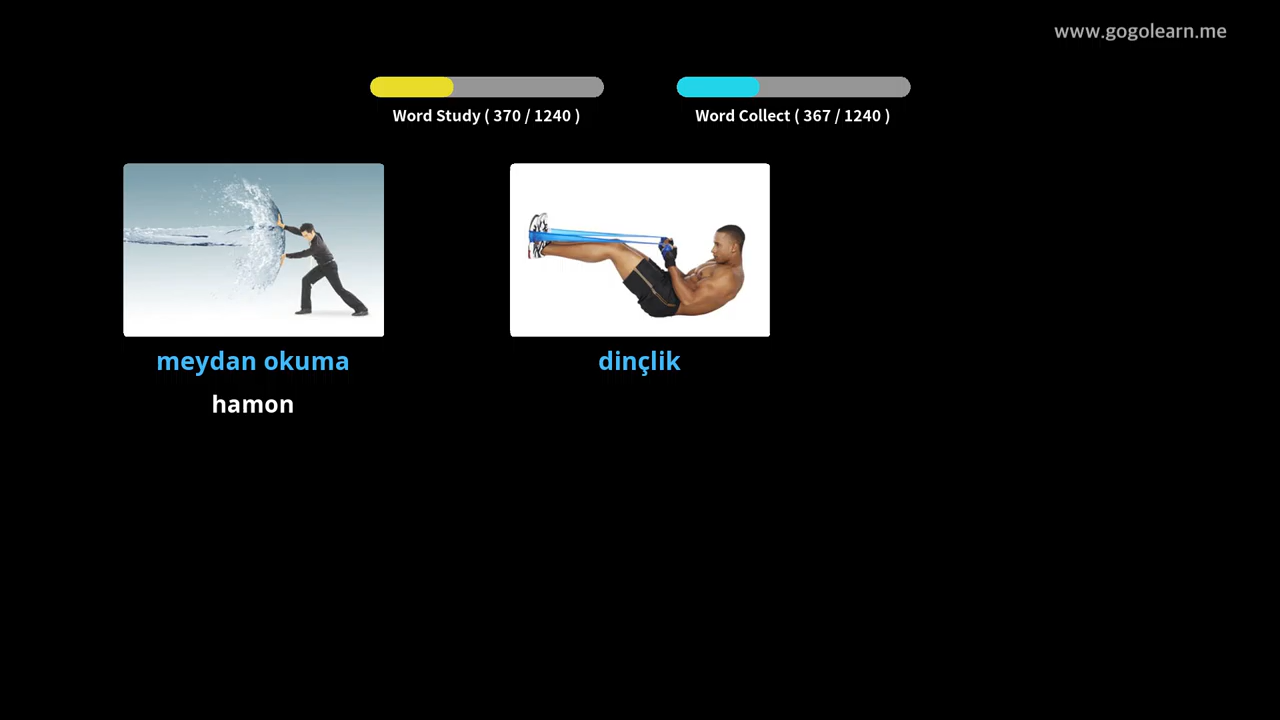 www.gogolearn.me
Word Study ( 370 / 1240 )
Word Collect ( 367 / 1240 )
meydan okuma
hamon
dinçlik